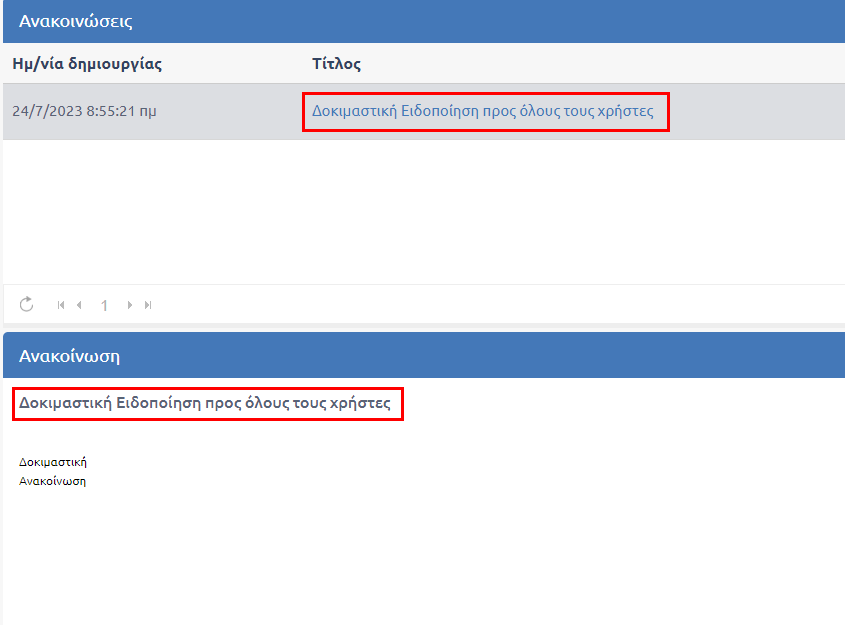 Ανακοινώσεις
Ημ/νία δημιουργίας Τίτλος
24/7/2023 8:55:21 πμ Δοκιμαστική Ειδοποίηση προς όλους τους χρήστες
1
Ανακοίνωση
Δοκιμαστική Ειδοποίηση προς όλους τους χρήστες
Δοκιμαστική
Ανακοίνωση